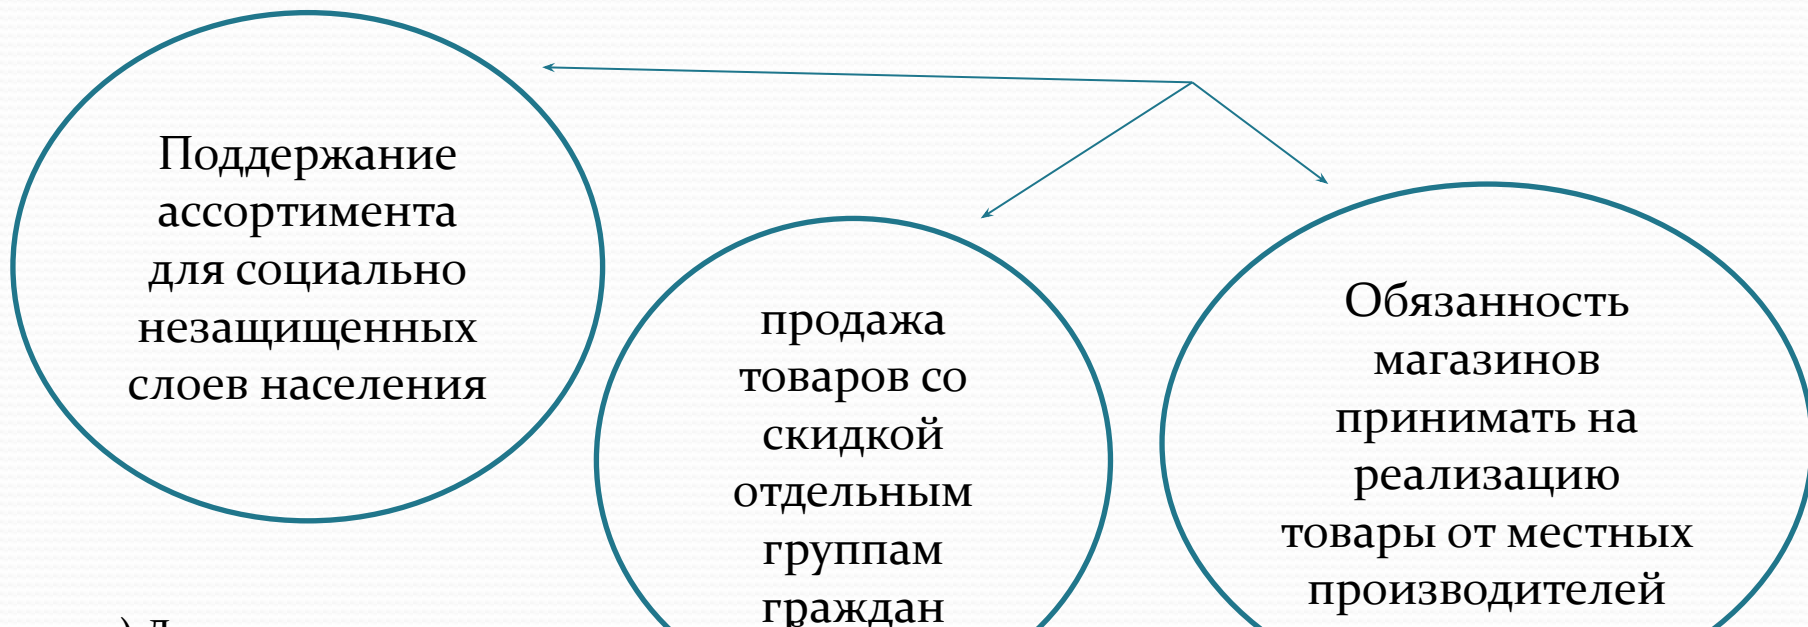 Поддержание
ассортимента
для социально
незащищенных
слоев населения
продажа
товаров со
скидкой
отдельным
группам
граждан
Обязанность
магазинов
принимать на
реализацию
товары от местных
производителей